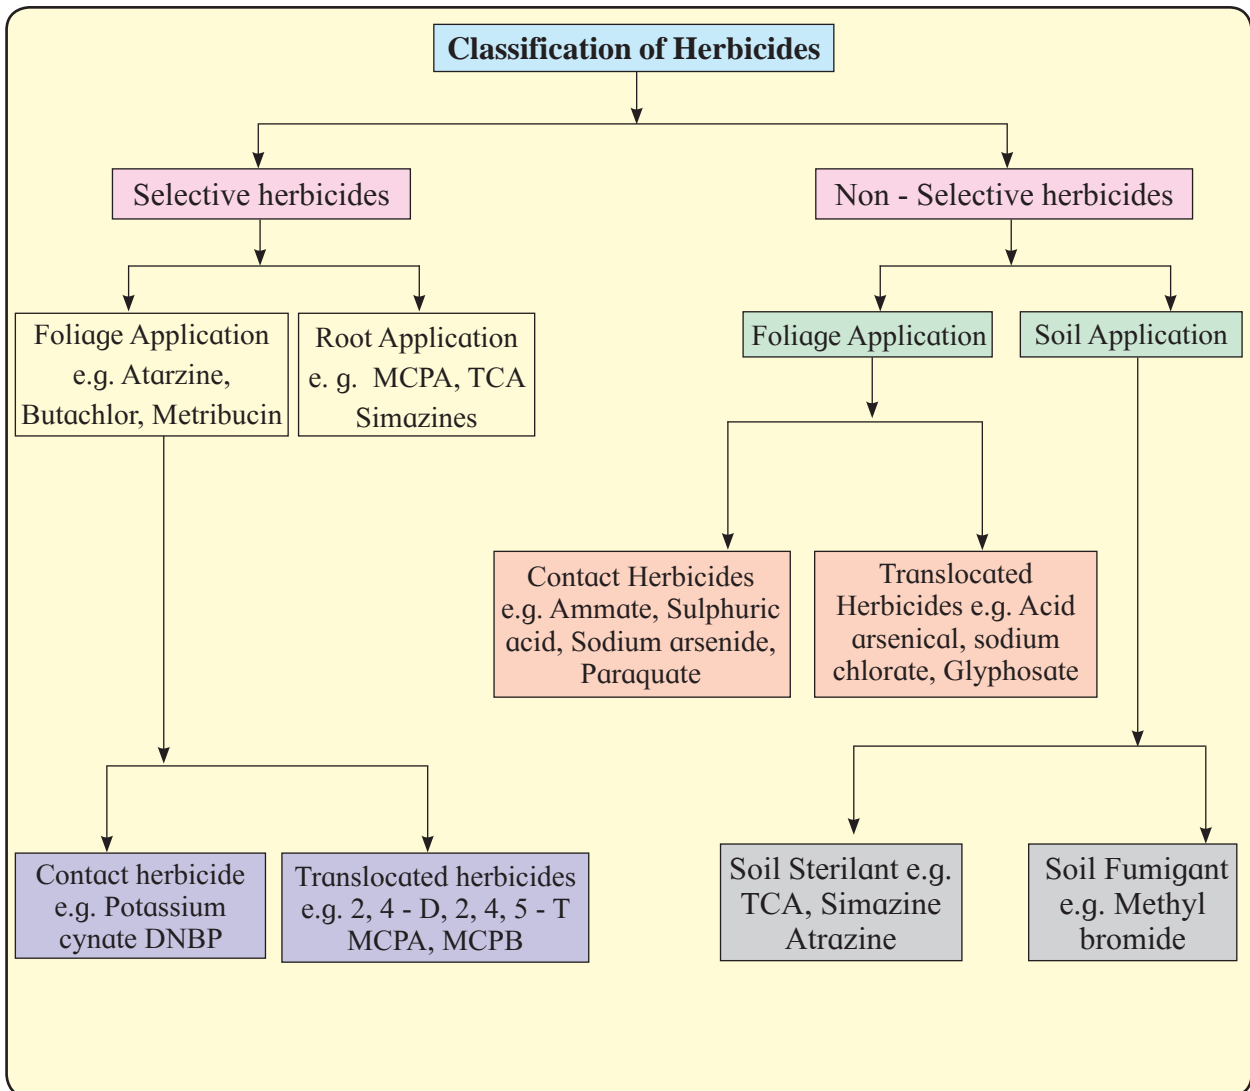 Classification of Herbicides
Selective herbicides
Non - Selective herbicides
Foliage Application
e.g. Atarzine,
Butachlor, Metribucin
Root Application
e. g. MCPA, TCA
Simazines
Foliage Application
Soil Application
Contact Herbicides
e.g. Ammate, Sulphuric
acid, Sodium arsenide,
Paraquate
Translocated
Herbicides e.g. Acid
arsenical, sodium
chlorate, Glyphosate
Contact herbicide
e.g. Potassium
cynate DNBP
Translocated herbicides
e.g. 2, 4 - D, 2, 4, 5 - T
MCPA, MCPB
Soil Sterilant e.g.
TCA, Simazine
Atrazine
Soil Fumigant
e.g. Methyl
bromide